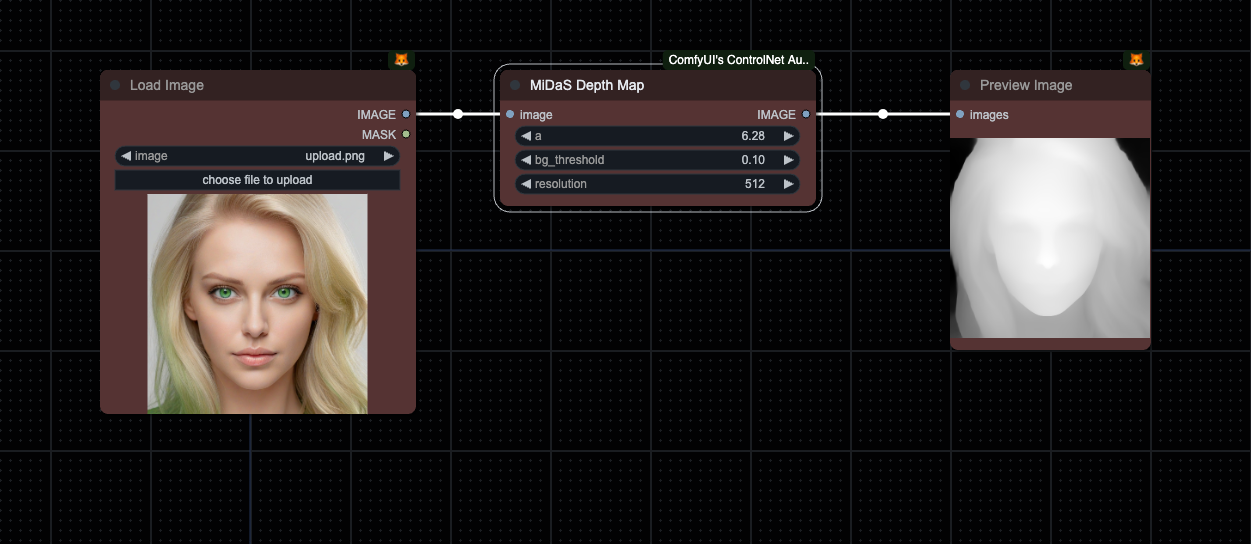 Load Image
IMAGE
MASK
image upload.png
choose file to upload
ComfyUI's ControlNet Au..
MiDaS Depth Map
image IMAGE
a 6.28
bg_threshold 0.10
resolution 512
Preview Image
images